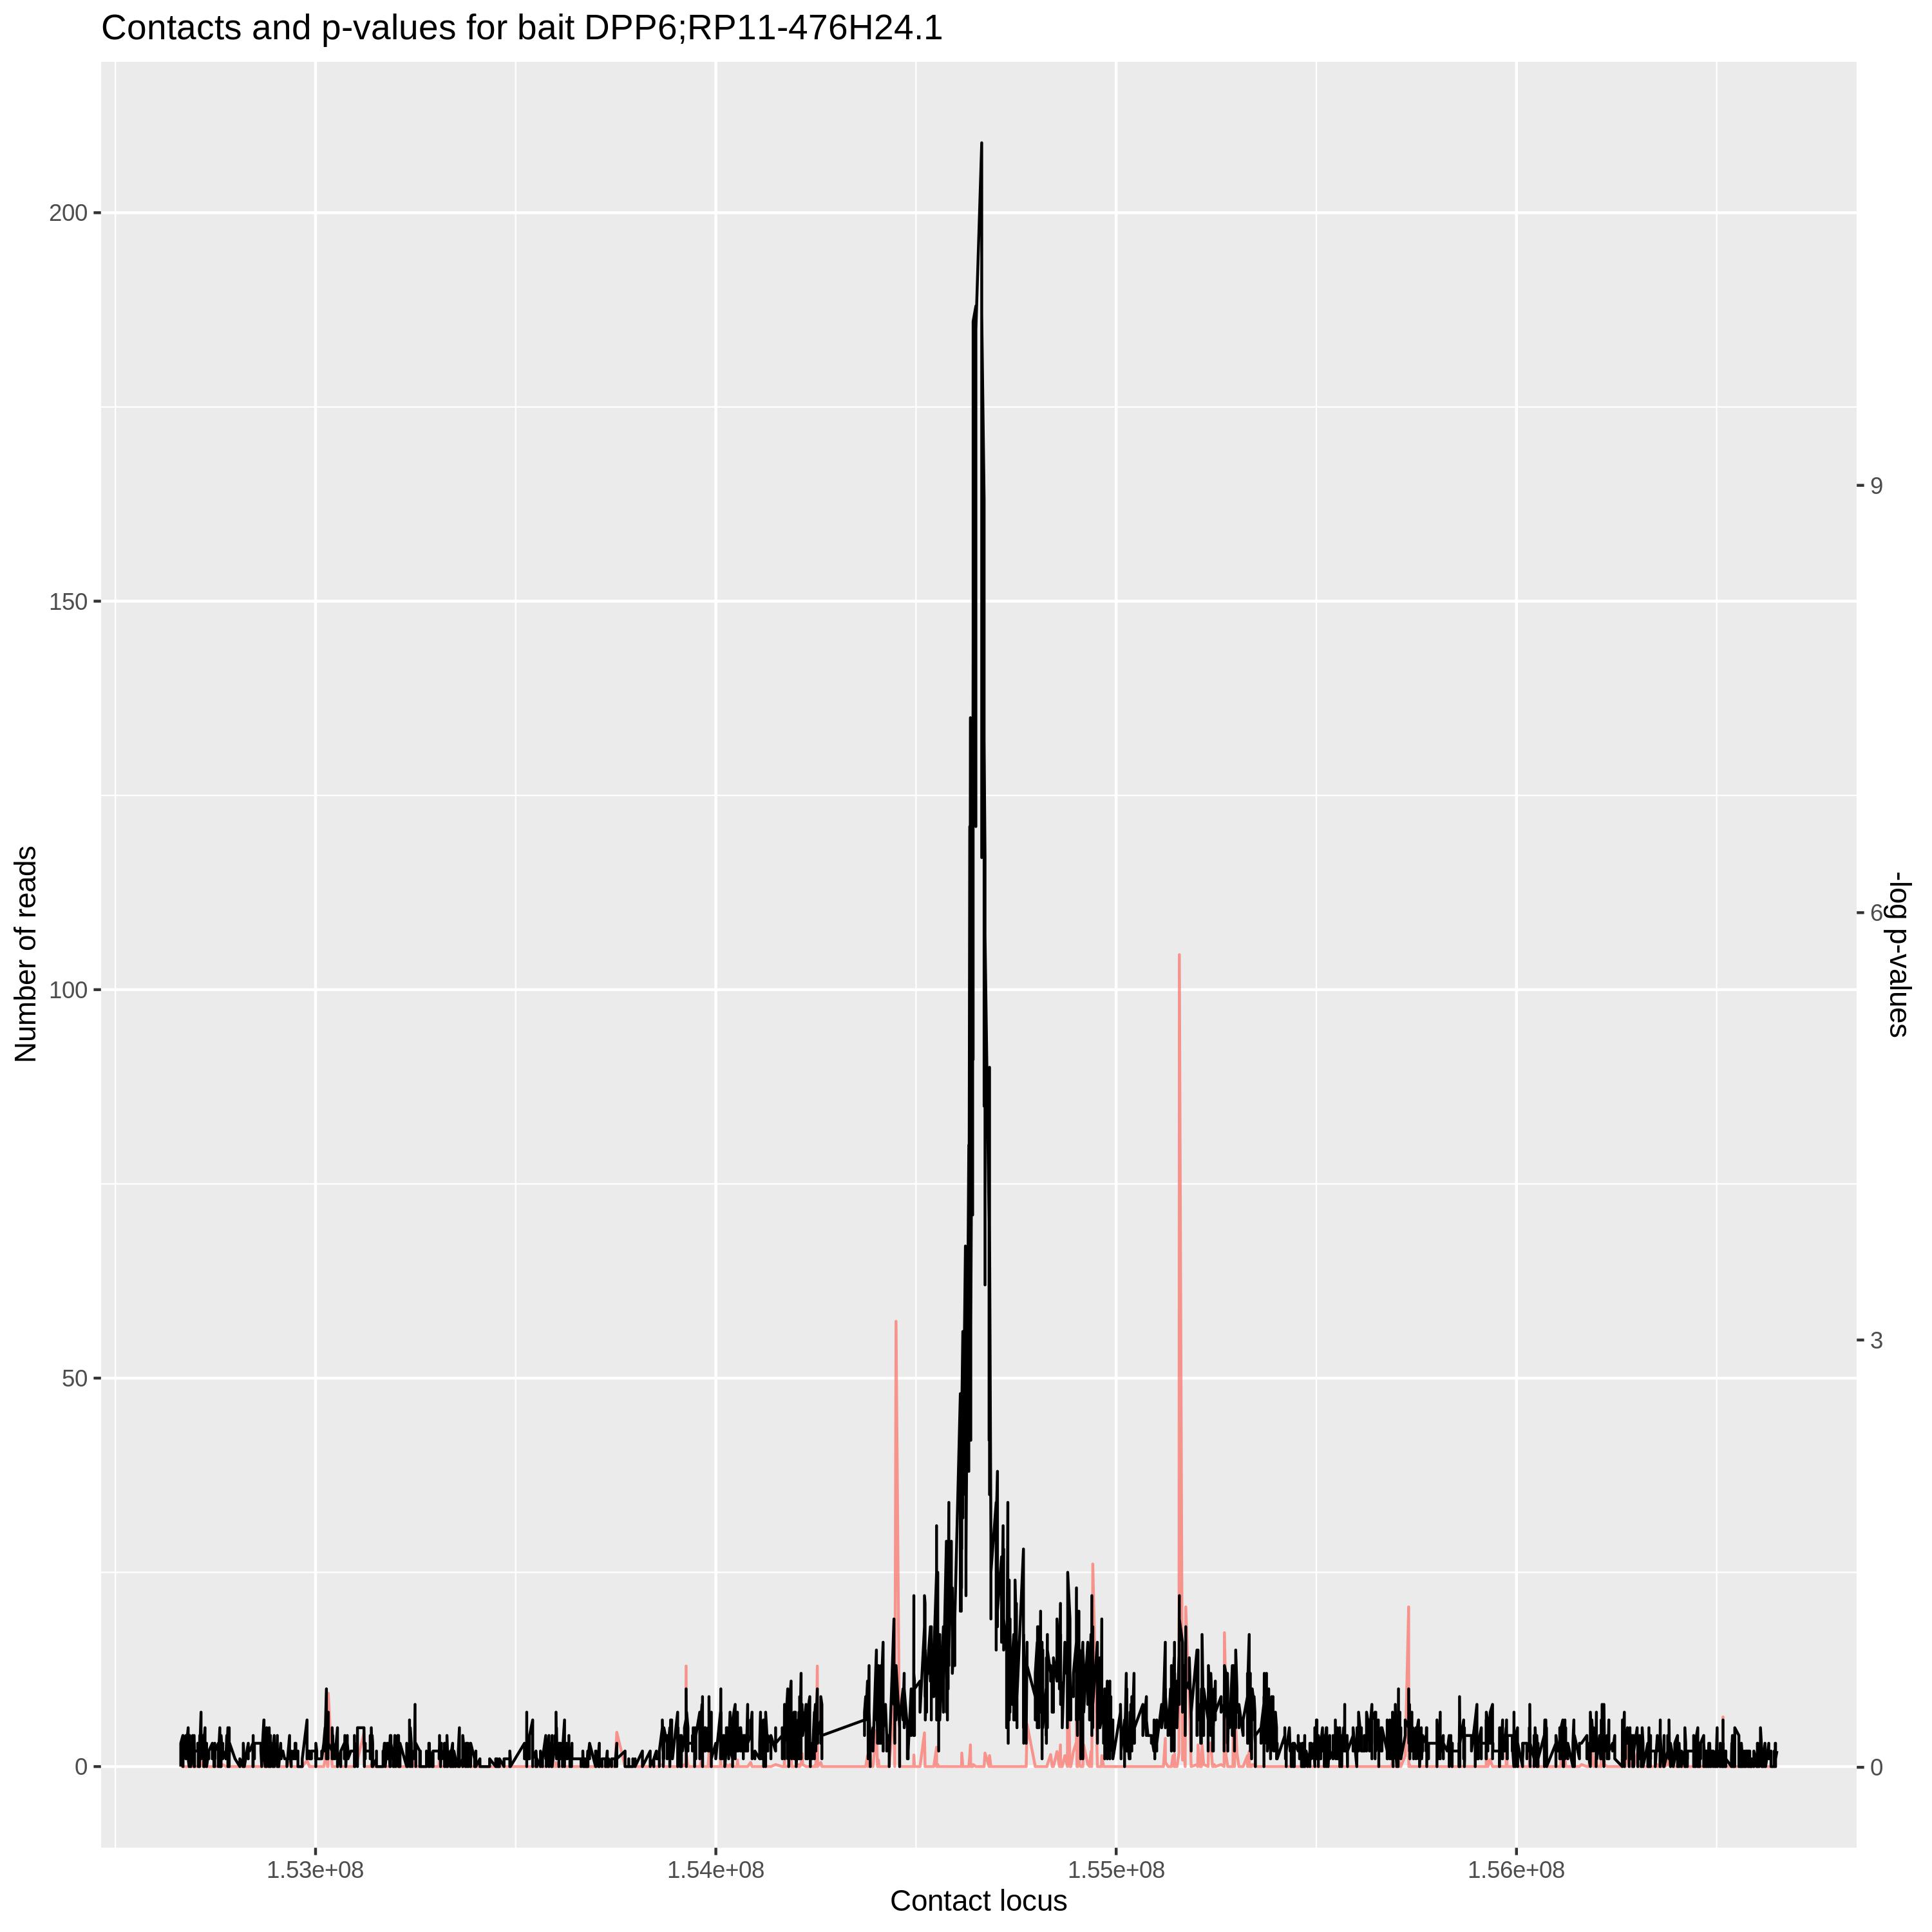 Contacts and p-values for bait DPP6;RP11-476H24.1
200
150
100
50
0
Number of reads
9
6
3
0
-log p-values
1.53e+08
1.54e+08
1.55e+08
1.56e+08
Contact locus